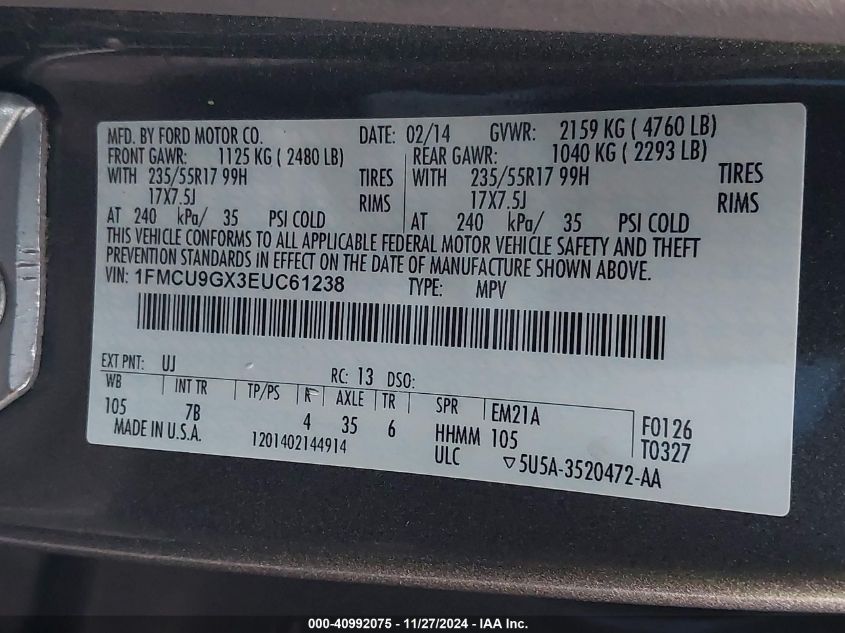 MFD. BY FORD MOTOR CO. DATE: 02/14 GVWR: 2159 KG ( 4760 LB)
FRONT GAWR: 1125 KG ( 2480 LB) REAR GAWR: 1040 KG ( 2293 LB)
WITH 235/55R17 99H TIRES WITH 235/55R17 99H TIRES
17X7.5J RIMS 17X7.5J RIMS
AT 240 kPa/ 35 PSI COLD AT 240 kPa/ 35 PSI COLD
THIS VEHICLE CONFORMS TO ALL APPLICABLE FEDERAL MOTOR VEHICLE SAFETY AND THEFT
PREVENTION STANDARDS IN EFFECT ON THE DATE OF MANUFACTURE SHOWN ABOVE.
VIN: 1FMCU9GX3EUC61238 TYPE: MPV
EXT PNT: UJ RC: 13 DSO:
WB INT TR TP/PS R AXLE TR SPR EM21A F0126
105 7B 4 35 6 HHMM 105 T0327
MADE IN U.S.A. 1201402144914 ULC ▽5U5A-3520472-AA
000-40992075 - 11/27/2024 - IAA Inc.